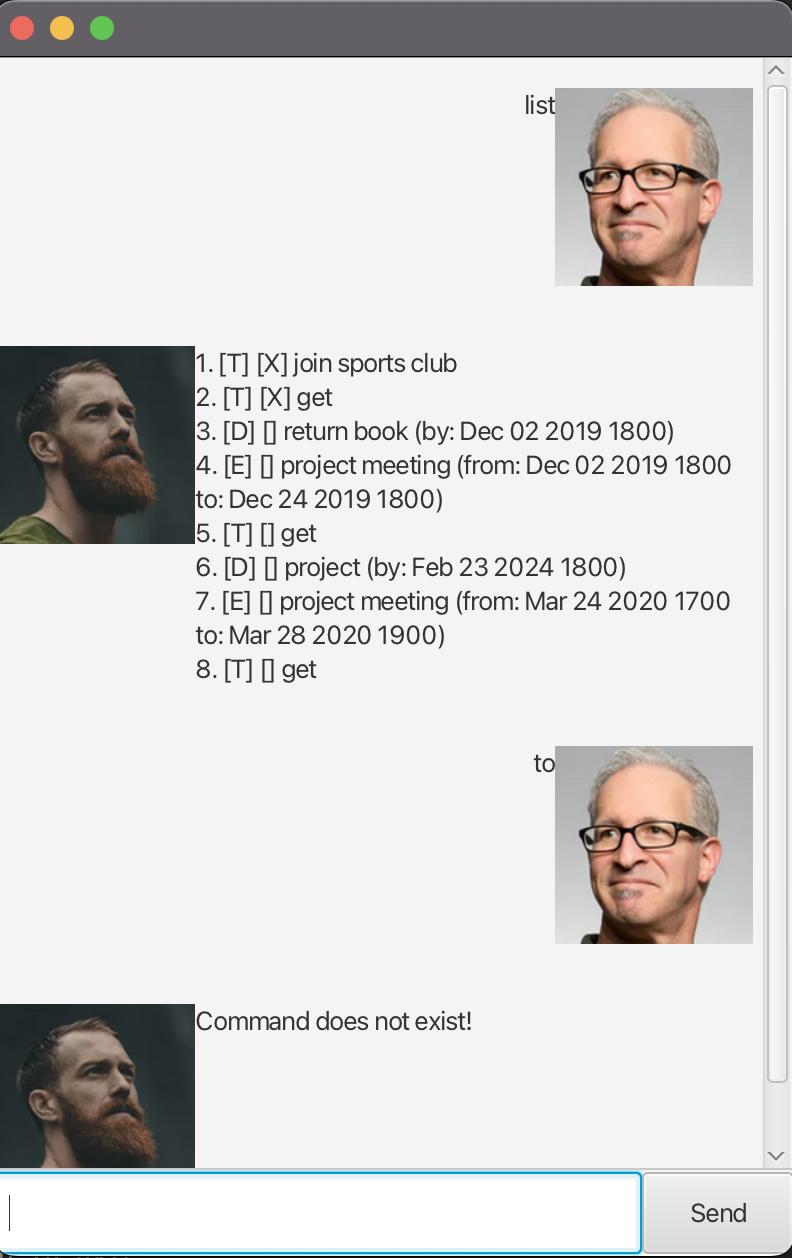 list
1. [T] [X] join sports club
2. [T] [X] get
3. [D] [] return book (by: Dec 02 2019 1800)
4. [E] [] project meeting (from: Dec 02 2019 1800
to: Dec 24 2019 1800)
5. [T] [] get
6. [D] [] project (by: Feb 23 2024 1800)
7. [E] [] project meeting (from: Mar 24 2020 1700
to: Mar 28 2020 1900)
8. [T] [] get
to
Command does not exist!
Send